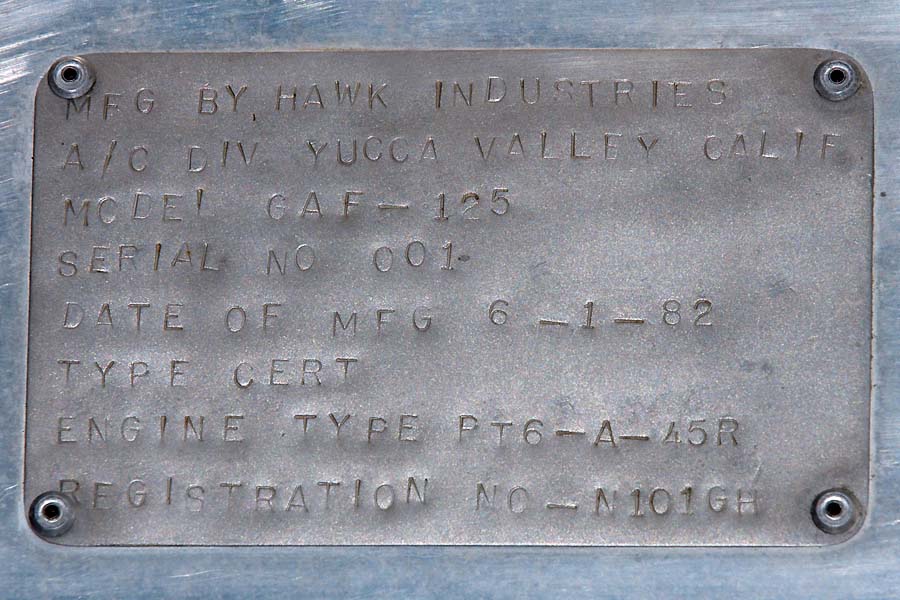 MFG BY HAWK INDUSTRIES
A/C DIV YUCCA VALLEY CALIF
MODEL GAF-125
SERIAL NO 001
DATE OF MFG 6-1-82
TYPE CERT
ENGINE TYPE PT6-A-45R
REGISTRATION NO-N101GH